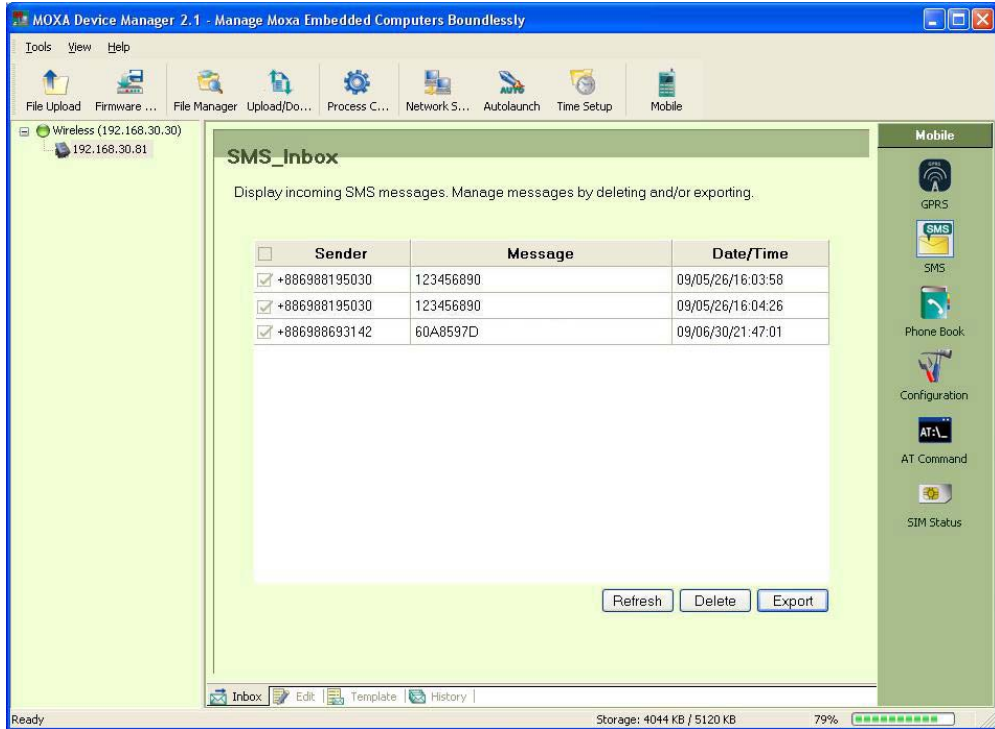 MOXA Device Manager 2.1 - Manage Moxa Embedded Computers Boundlessly
Tools View Help
File Upload Firmware ... File Manager Upload/Do... Process C... Network S... Autolaunch Time Setup Mobile
Wireless (192.168.30.30)
192.168.30.81
SMS_Inbox
Display incoming SMS messages. Manage messages by deleting and/or exporting.
Sender Message Date/Time
+886988195030 123456890 09/05/26/16:03:58
+886988195030 123456890 09/05/26/16:04:26
+886988693142 60A8597D 09/06/30/21:47:01
Refresh Delete Export
Inbox Edit Template History
Mobile
GPRS
GPRS
SMS
SMS
Phone Book
Configuration
AT:\_
AT Command
SIM Status
Ready Storage: 4044 KB / 5120 KB 79%